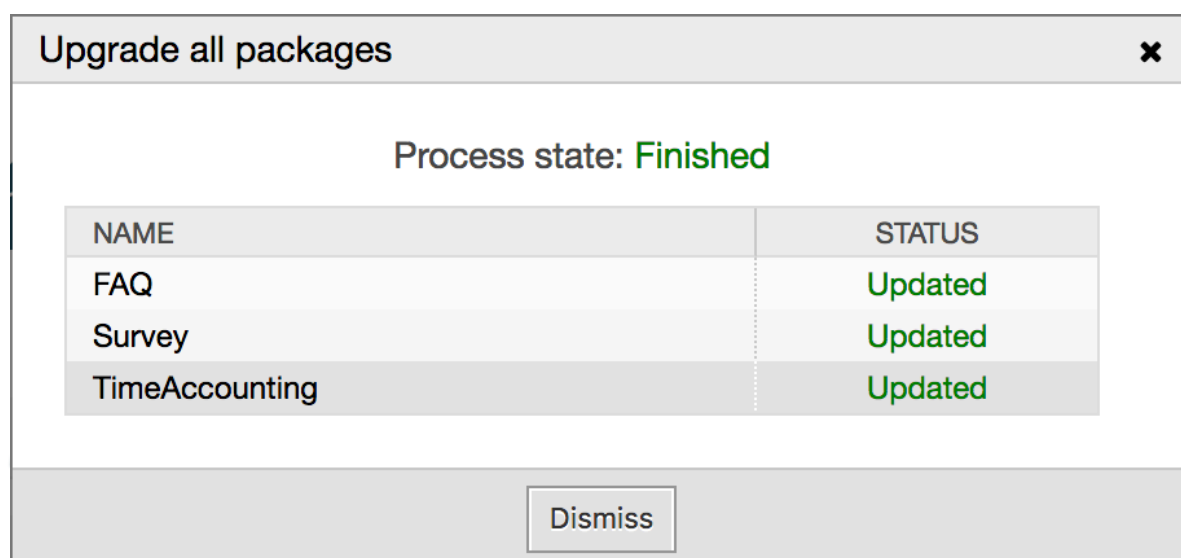 Upgrade all packages
Process state: Finished
NAME STATUS
FAQ Updated
Survey Updated
TimeAccounting Updated
Dismiss